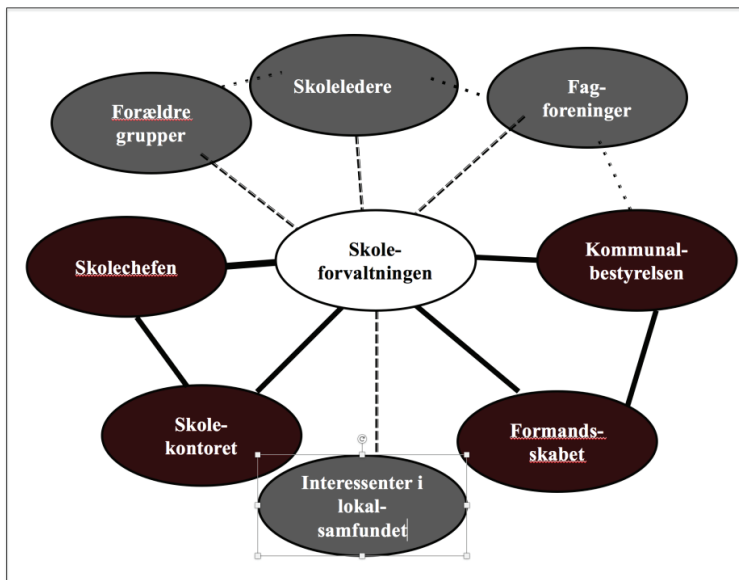 Skoleledere
Fag-
foreninger
Forældre
grupper
Skole-
forvaltningen
Kommunal-
bestyrelsen
Skolechefen
Skole-
kontoret
Formands-
skabet
Interessenter i
lokal-
samfundet